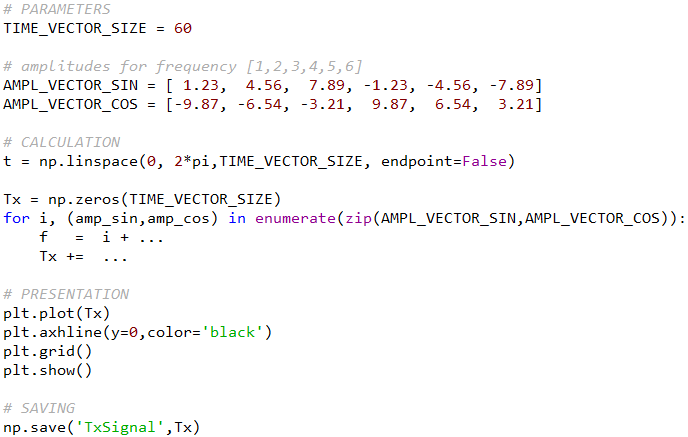 # PARAMETERS
TIME_VECTOR_SIZE = 60
# amplitudes for frequency [1,2,3,4,5,6]
AMPL_VECTOR_SIN = [ 1.23,  4.56,  7.89, -1.23, -4.56, -7.89]
AMPL_VECTOR_COS = [-9.87, -6.54, -3.21,  9.87,  6.54,  3.21]
# CALCULATION
t = np.linspace(0, 2*pi,TIME_VECTOR_SIZE, endpoint=False)
Tx = np.zeros(TIME_VECTOR_SIZE)
for i, (amp_sin,amp_cos) in enumerate(zip(AMPL_VECTOR_SIN,AMPL_VECTOR_COS)):
    f   =  i + ...
    Tx +=  ...
# PRESENTATION
plt.plot(Tx)
plt.axhline(y=0,color='black')
plt.grid()
plt.show()
# SAVING
np.save('TxSignal',Tx)